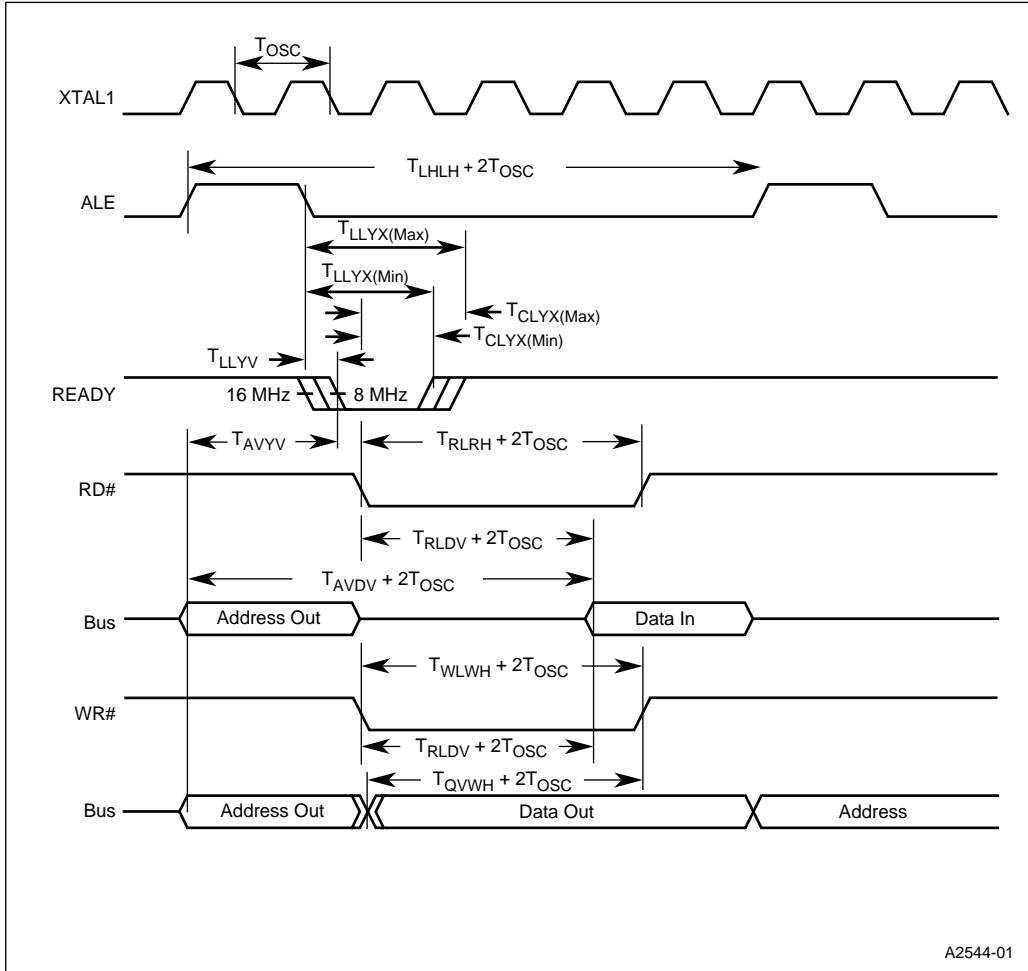 TOSC
XTAL1
TLHLH + 2TOSC
ALE
TLLYX(Max)
TLLYX(Min)
TCLYX(Max)
TCLYX(Min)
TLLYV
READY
16 MHz
8 MHz
TAVYV
TRLRH + 2TOSC
RD#
TRLDV + 2TOSC
TAVDV + 2TOSC
Bus
Address Out
Data In
TWLWH + 2TOSC
WR#
TRLDV + 2TOSC
TQVWH + 2TOSC
Bus
Address Out
Data Out
Address
A2544-01